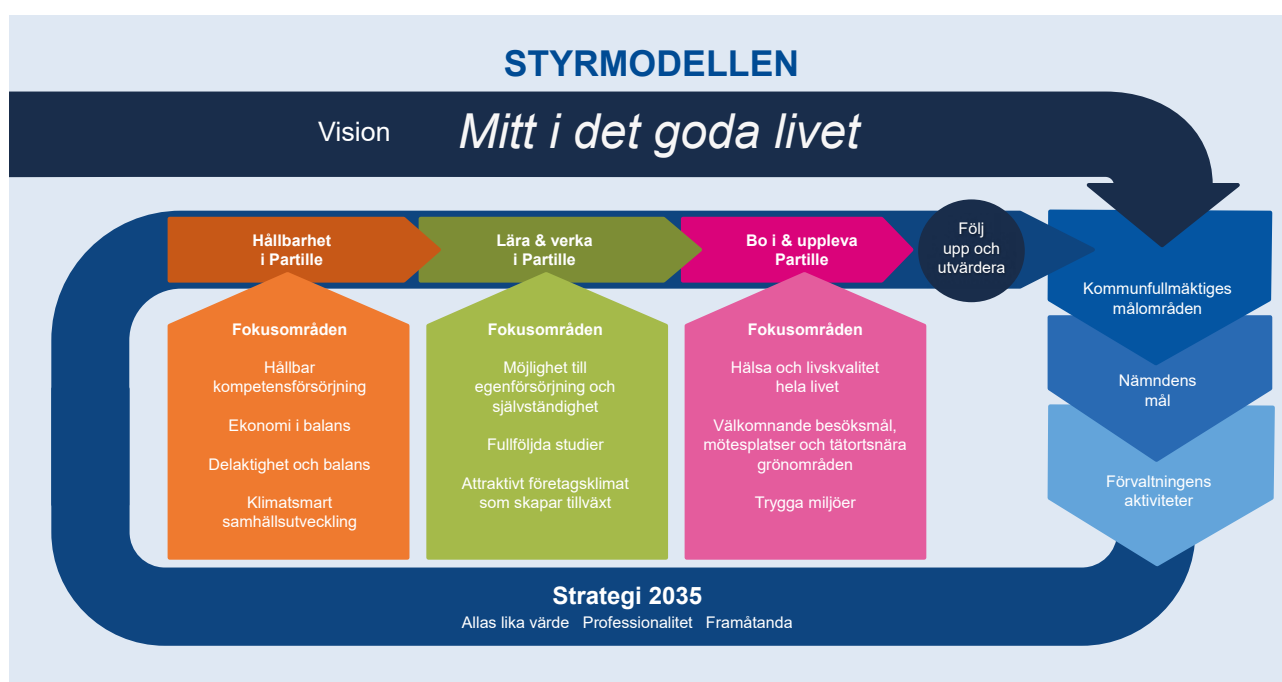 STYRMODELLEN
Vision
Mitt i det goda livet
Hållbarhet
i Partille
Lära & verka
i Partille
Bo i & uppleva
Partille
Följ
upp och
utvärdera
Fokusområden
Hållbar
kompetensförsörjning
Ekonomi i balans
Delaktighet och balans
Klimatsmart
samhällsutveckling
Fokusområden
Möjlighet till
egenförsörjning och
självständighet
Fullföljda studier
Attraktivt företagsklimat
som skapar tillväxt
Fokusområden
Hälsa och livskvalitet
hela livet
Välkomnande besöksmål,
mötesplatser och tätortsnära
grönområden
Trygga miljöer
Kommunfullmäktiges
målområden
Nämndens
mål
Förvaltningens
aktiviteter
Strategi 2035
Allas lika värde Professionalitet Framåtanda